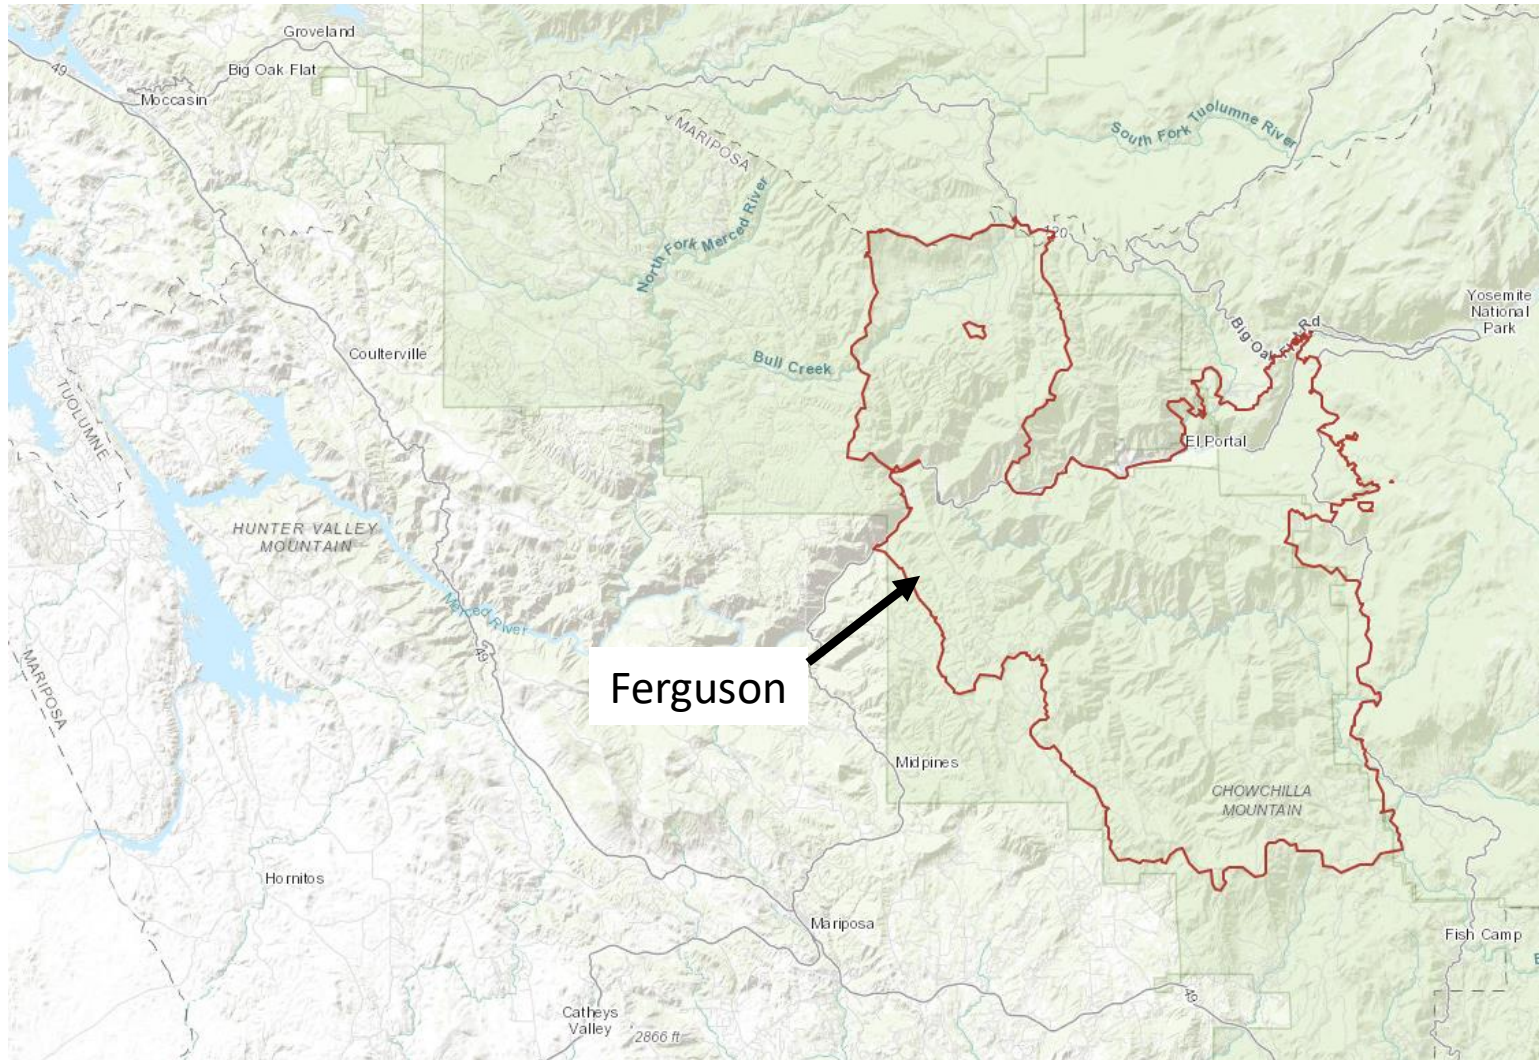 Groveland
Big Oak Flat
49
Moccasin
MARIPOSA
South Fork Tuolumne River
120
North Fork Merced River
Yosemite
National
Park
Big Oak Flat Rd
Coulterville
Bull Creek
TUOLUMNE
El Portal
HUNTER VALLEY
MOUNTAIN
Merced River
49
MARIPOSA
Ferguson
Midpines
CHOWCHILLA
MOUNTAIN
Hornitos
Mariposa
Fish Camp
49
Catheys
Valley
2866 ft